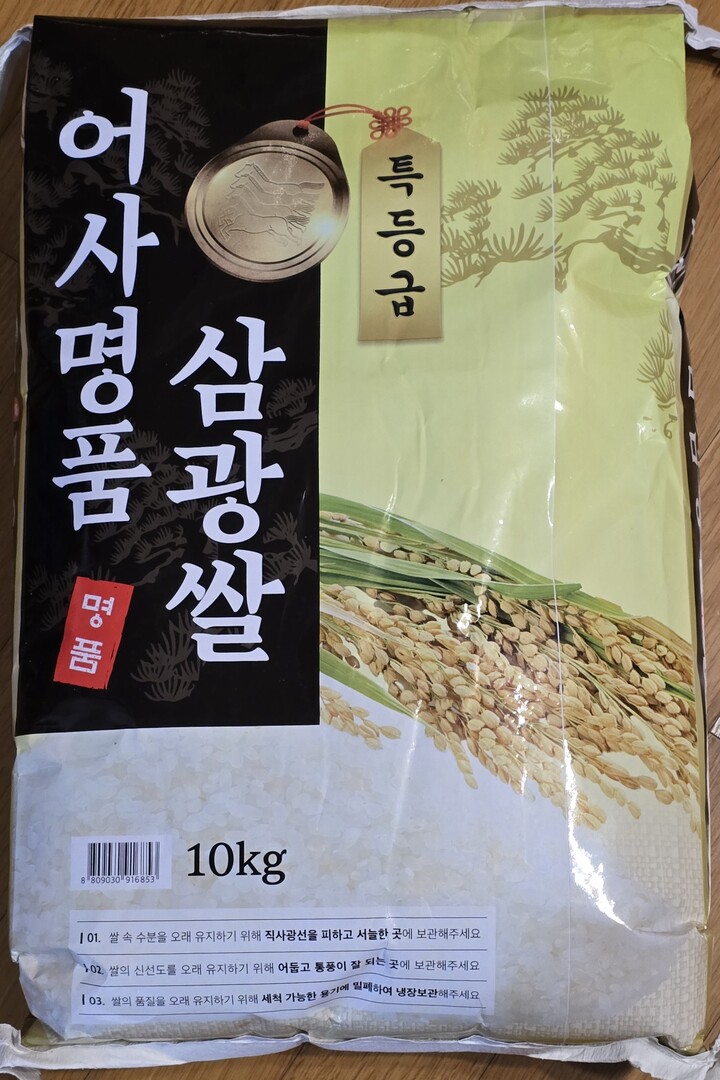 어사명품
삼광쌀
특등급
명품
10kg
8 809030 916853
01. 쌀 속 수분을 오래 유지하기 위해 직사광선을 피하고 서늘한 곳에 보관해주세요
02. 쌀의 신선도를 오래 유지하기 위해 어둡고 통풍이 잘 되는 곳에 보관해주세요
03. 쌀의 품질을 오래 유지하기 위해 세척 가능한 용기에 밀폐하여 냉장보관해주세요